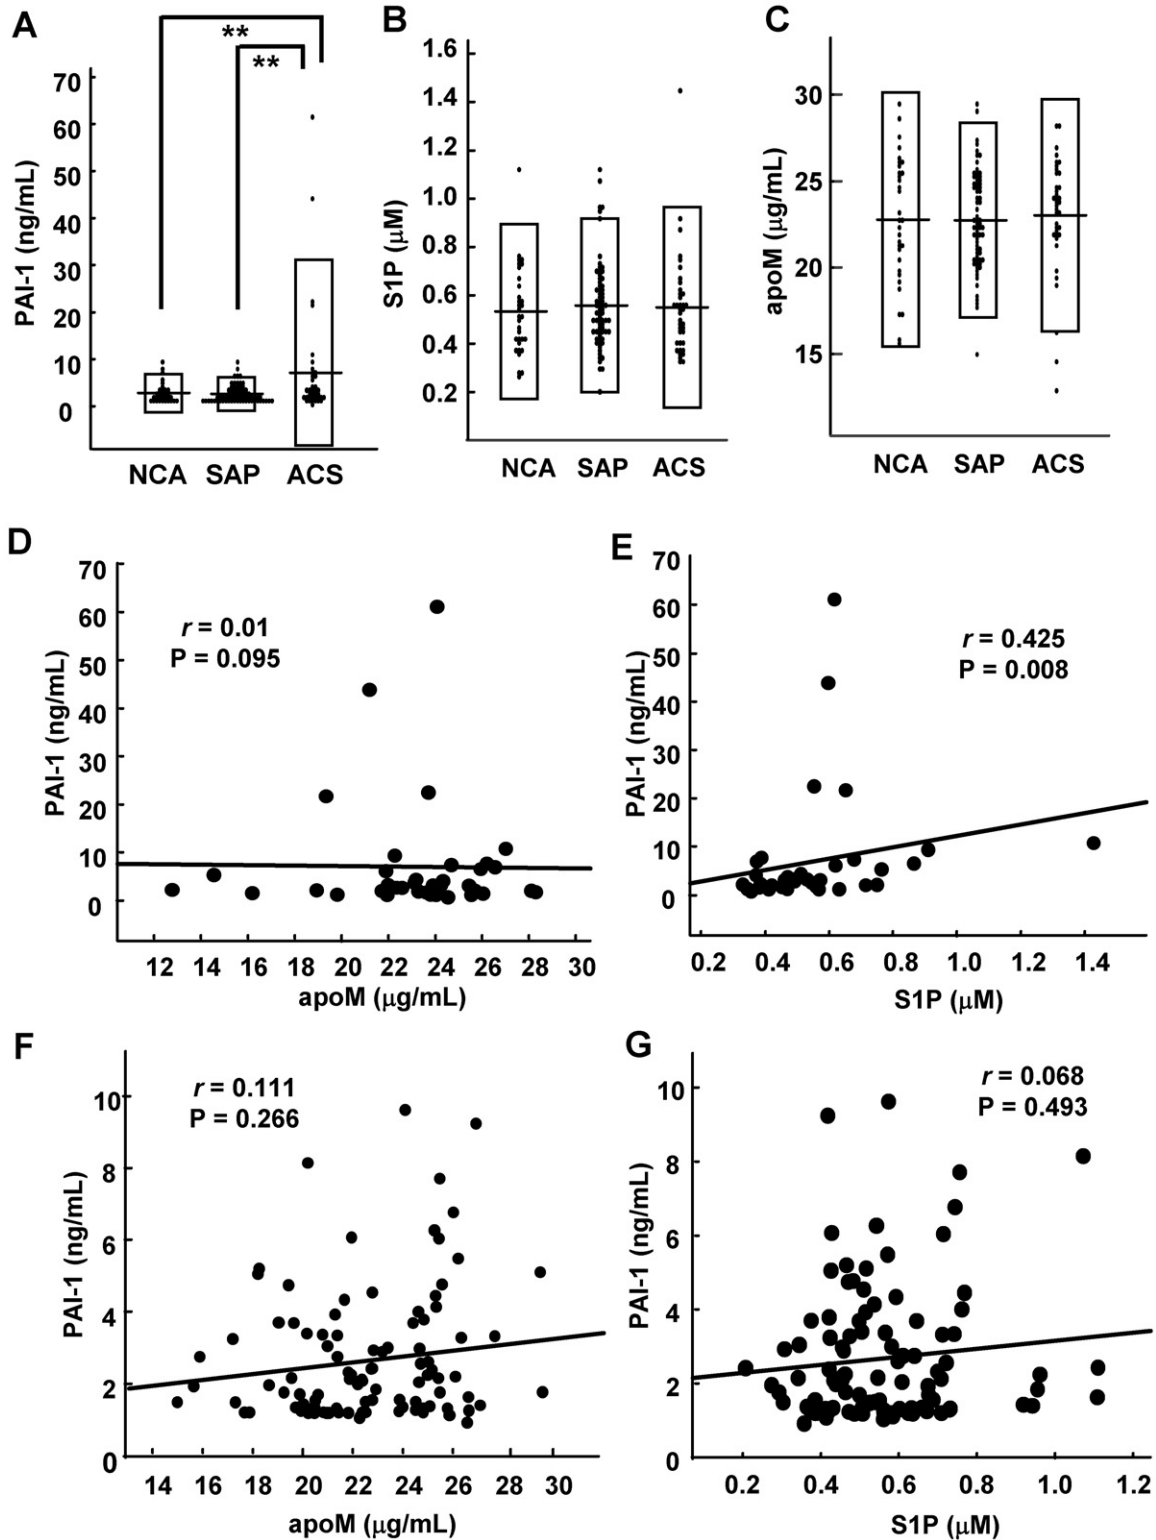 A
**
**
PAI-1 (ng/mL)
70
60
50
40
30
20
10
0
NCA SAP ACS
B
S1P (μM)
1.6
1.4
1.2
1.0
0.8
0.6
0.4
0.2
NCA SAP ACS
C
apoM (μg/mL)
30
25
20
15
NCA SAP ACS
D
PAI-1 (ng/mL)
70
60
50
40
30
20
10
0
r = 0.01
P = 0.095
12 14 16 18 20 22 24 26 28 30
apoM (μg/mL)
E
PAI-1 (ng/mL)
70
60
50
40
30
20
10
0
r = 0.425
P = 0.008
0.2 0.4 0.6 0.8 1.0 1.2 1.4
S1P (μM)
F
PAI-1 (ng/mL)
10
8
6
4
2
0
r = 0.111
P = 0.266
14 16 18 20 22 24 26 28 30
apoM (μg/mL)
G
PAI-1 (ng/mL)
10
8
6
4
2
0
r = 0.068
P = 0.493
0.2 0.4 0.6 0.8 1.0 1.2
S1P (μM)